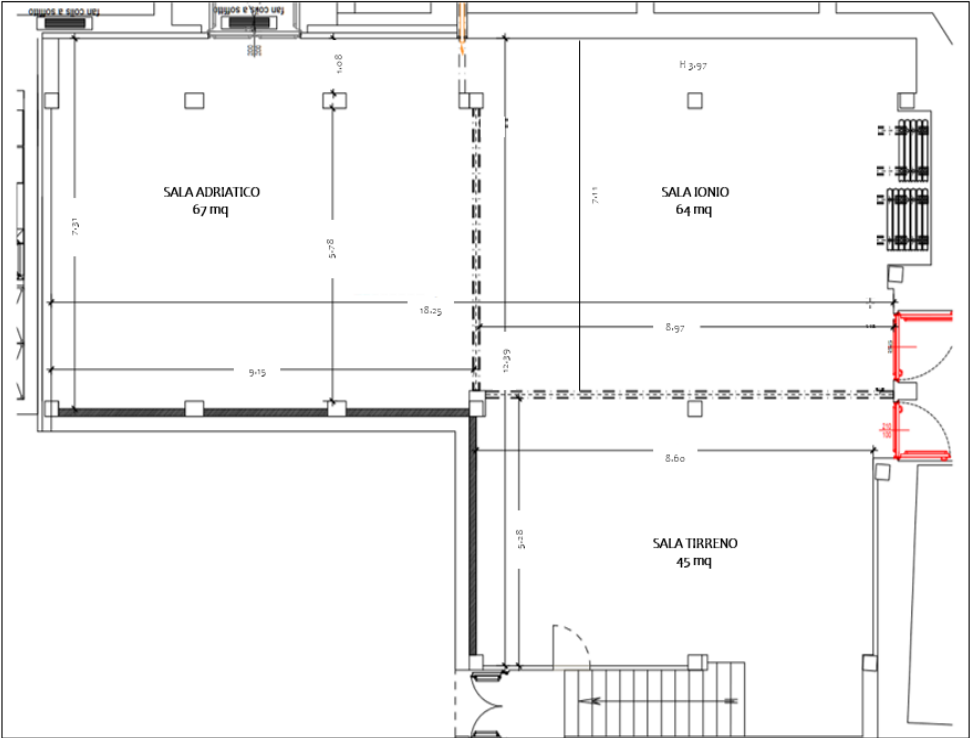 fan coils a soffitto
fan coils a soffitto
1.08
H 3.97
SALA ADRIATICO
67 mq
SALA IONIO
64 mq
7.31
5.78
7.11
18.25
8.97
12.39
9.15
8.60
5.28
SALA TIRRENO
45 mq